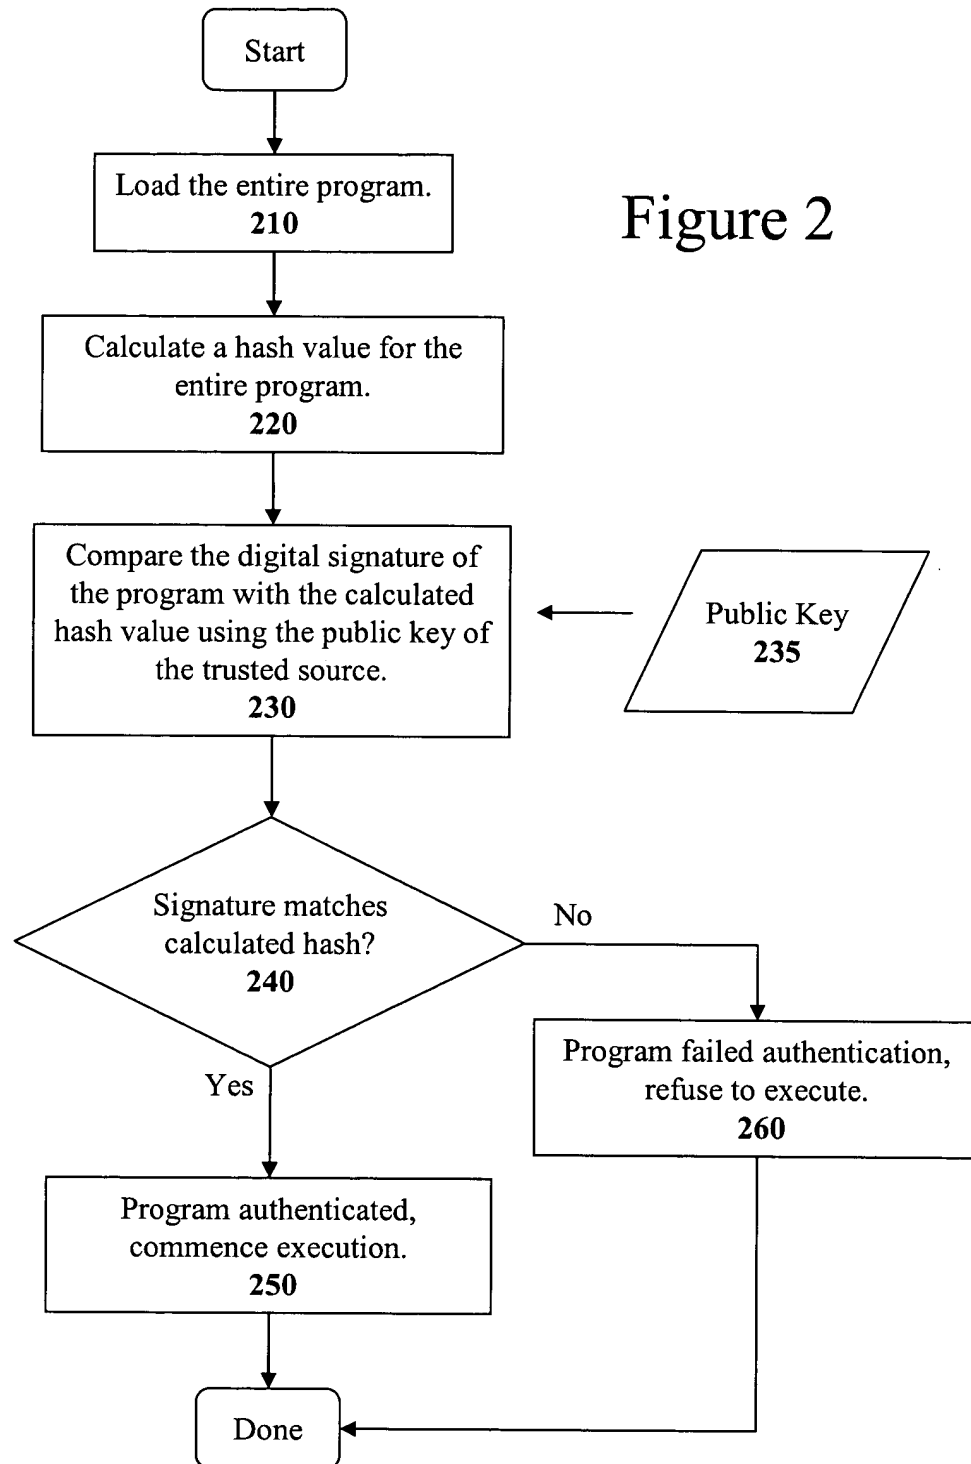 Start
Load the entire program.
210
Figure 2
Calculate a hash value for the
entire program.
220
Compare the digital signature of
the program with the calculated
hash value using the public key of
the trusted source.
230
Public Key
235
Signature matches
calculated hash?
240
No
Yes
Program failed authentication,
refuse to execute.
260
Program authenticated,
commence execution.
250
Done